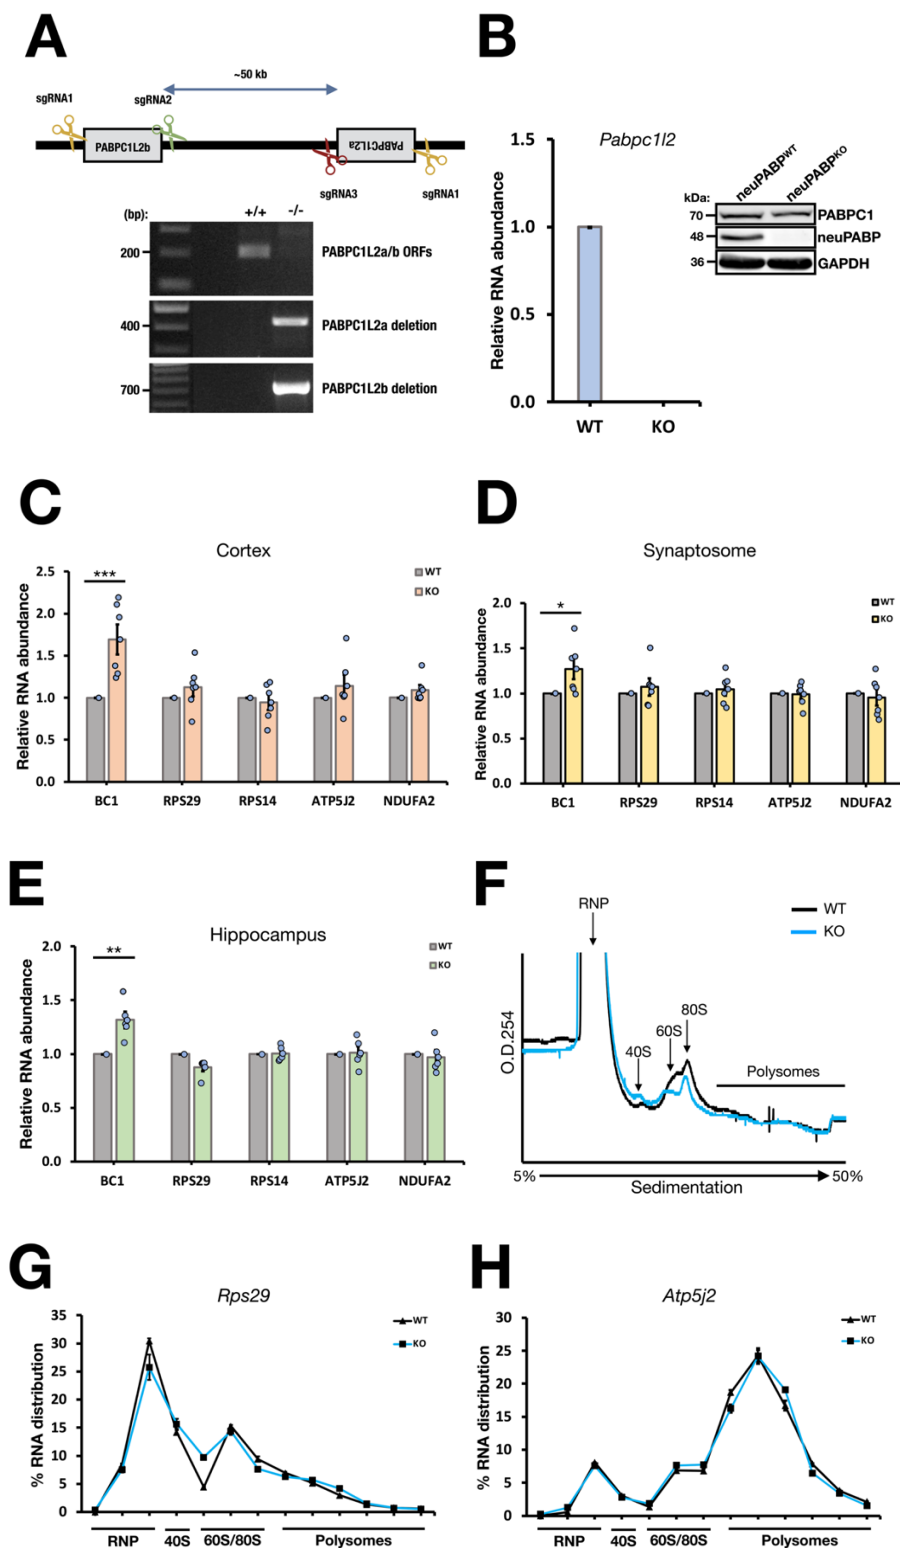 A
~50 kb
sgRNA1
sgRNA2
PABPC1L2b
PABPC1L2a
sgRNA3
sgRNA1
(bp):
+/+
-/-
200
PABPC1L2a/b ORFs
400
PABPC1L2a deletion
700
PABPC1L2b deletion
B
Pabpc1l2
Relative RNA abundance
1.5
1.0
0.5
0.0
WT
KO
neuPABPWT
neuPABPKO
kDa:
70
PABPC1
48
neuPABP
36
GAPDH
C
Cortex
Relative RNA abundance
2.5
2.0
1.5
1.0
0.5
0.0
***
WT
KO
BC1
RPS29
RPS14
ATP5J2
NDUFA2
D
Synaptosome
Relative RNA abundance
2.0
1.5
1.0
0.5
0.0
*
WT
KO
BC1
RPS29
RPS14
ATP5J2
NDUFA2
E
Hippocampus
Relative RNA abundance
2.0
1.5
1.0
0.5
0.0
**
WT
KO
BC1
RPS29
RPS14
ATP5J2
NDUFA2
F
RNP
WT
KO
O.D.254
40S
60S
80S
Polysomes
5%
50%
Sedimentation
G
Rps29
% RNA distribution
35
30
25
20
15
10
5
0
WT
KO
RNP
40S
60S/80S
Polysomes
H
Atp5j2
% RNA distribution
30
25
20
15
10
5
0
WT
KO
RNP
40S
60S/80S
Polysomes